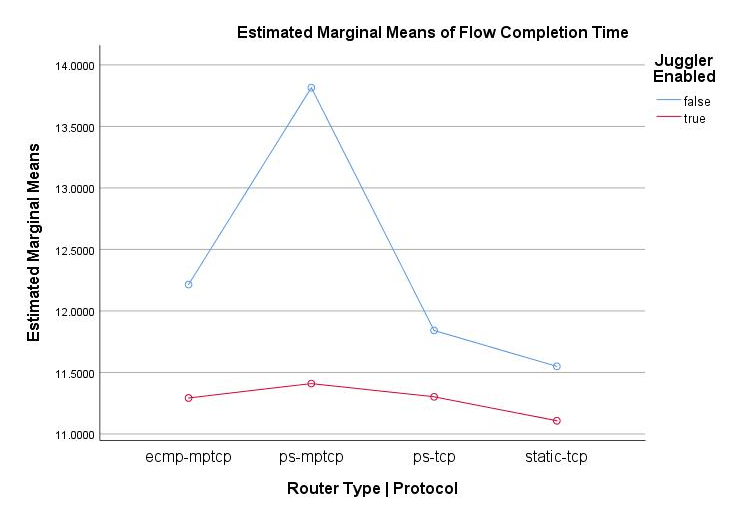 Estimated Marginal Means of Flow Completion Time
Juggler
Enabled
false
true
Estimated Marginal Means
14.0000
13.5000
13.0000
12.5000
12.0000
11.5000
11.0000
ecmp-mptcp ps-mptcp ps-tcp static-tcp
Router Type | Protocol